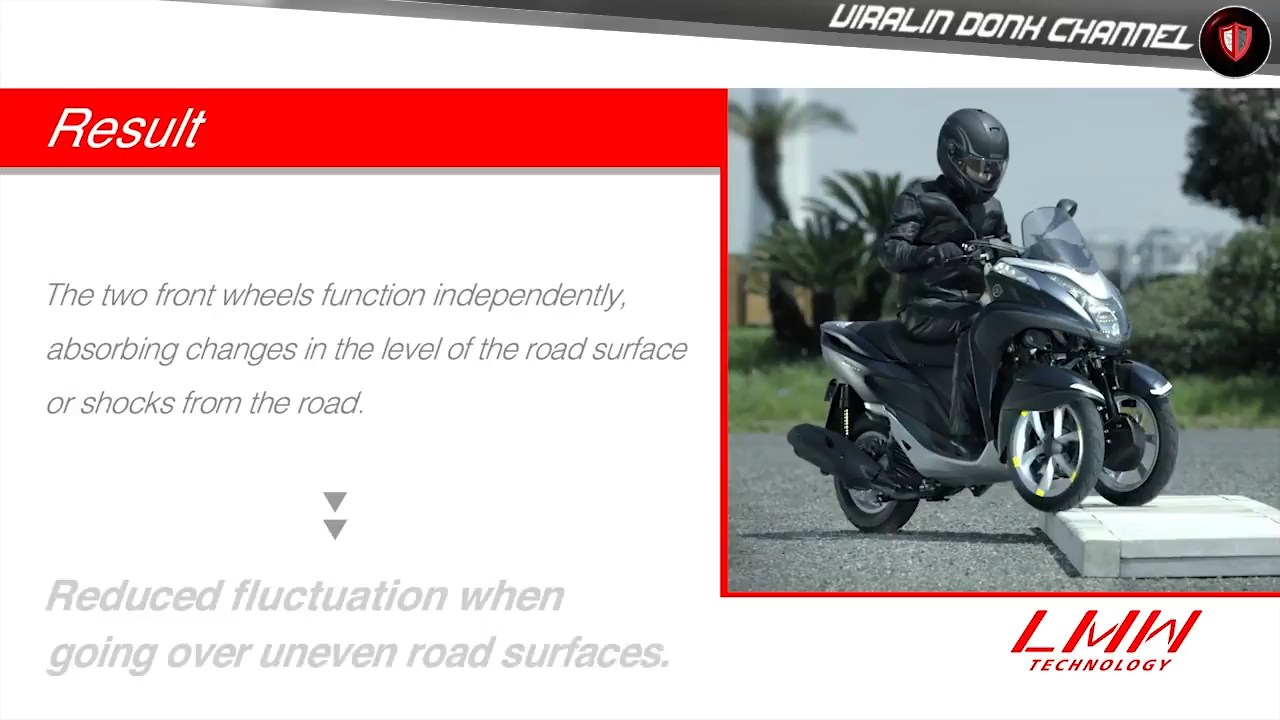 VIRALIN DONK CHANNEL
Result
The two front wheels function independently,
absorbing changes in the level of the road surface
or shocks from the road.
Reduced fluctuation when
going over uneven road surfaces.
LMW
TECHNOLOGY